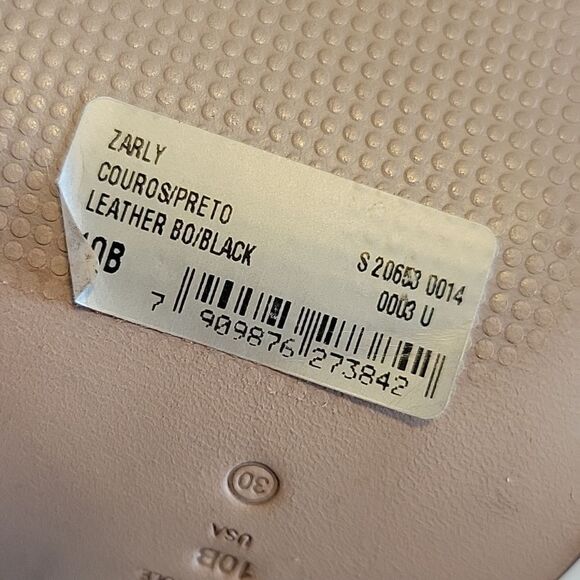 ZARLY
COUROS/PRETO
LEATHER BO/BLACK
10B
S 20653 0014
0003 U
7 909876 273842
30
10B
USA